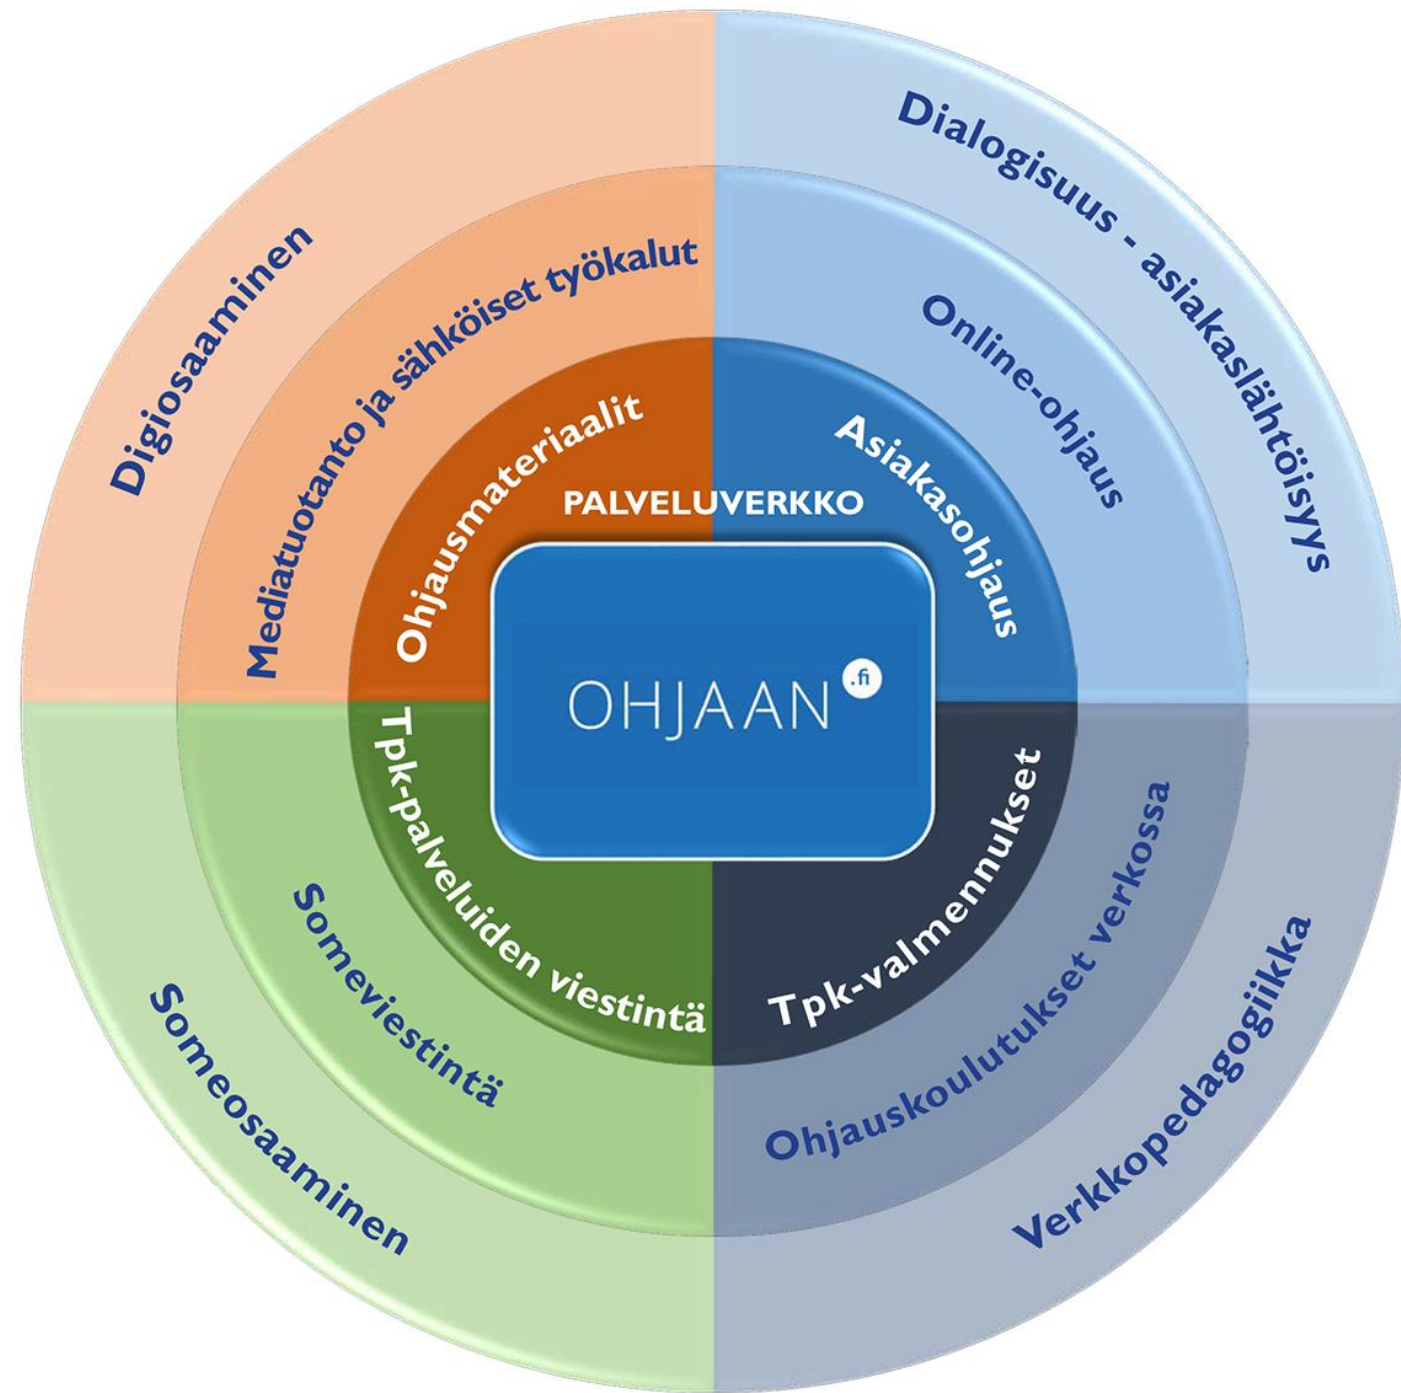 Digiosaaminen
Mediatuotanto ja sähköiset työkalut
Ohjausmateriaalit
Dialogisuus - asiakaslähtöisyys
Online-ohjaus
Asiakasohjaus
PALVELUVERKKO
OHJAAN.fi
Tpk-palveluiden viestintä
Someviestintä
Someosaaminen
Tpk-valmennukset
Ohjauskoulutukset verkossa
Verkkopedagogiikka